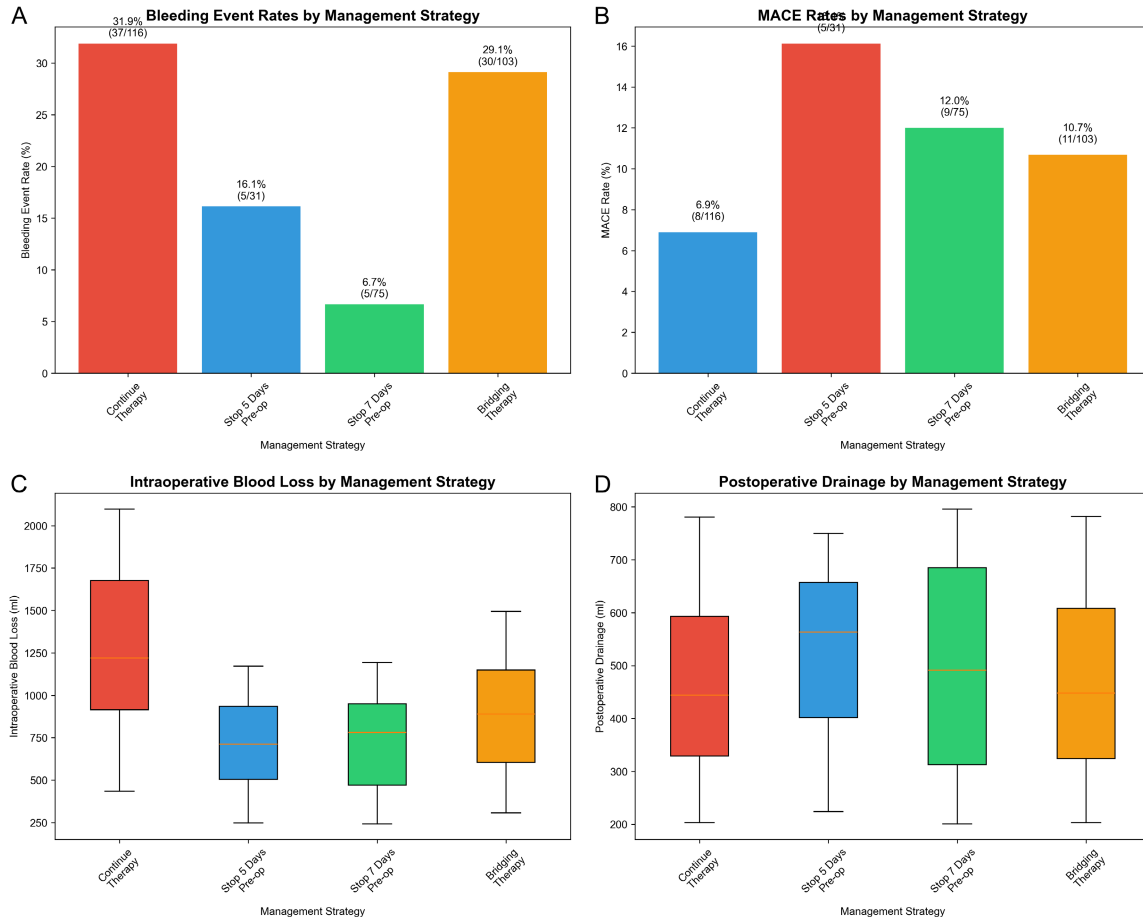 A
Bleeding Event Rates by Management Strategy
31.9%
(37/116)
29.1%
(30/103)
16.1%
(5/31)
6.7%
(5/75)
Bleeding Event Rate (%)
30
25
20
15
10
5
0
Continue
Therapy
Stop 5 Days
Pre-op
Stop 7 Days
Pre-op
Bridging
Therapy
Management Strategy
B
MACE Rates by Management Strategy
(5/31)
12.0%
(9/75)
10.7%
(11/103)
6.9%
(8/116)
MACE Rate (%)
16
14
12
10
8
6
4
2
0
Continue
Therapy
Stop 5 Days
Pre-op
Stop 7 Days
Pre-op
Bridging
Therapy
Management Strategy
C
Intraoperative Blood Loss by Management Strategy
Intraoperative Blood Loss (ml)
2000
1750
1500
1250
1000
750
500
250
Continue
Therapy
Stop 5 Days
Pre-op
Stop 7 Days
Pre-op
Bridging
Therapy
Management Strategy
D
Postoperative Drainage by Management Strategy
Postoperative Drainage (ml)
800
700
600
500
400
300
200
Continue
Therapy
Stop 5 Days
Pre-op
Stop 7 Days
Pre-op
Bridging
Therapy
Management Strategy